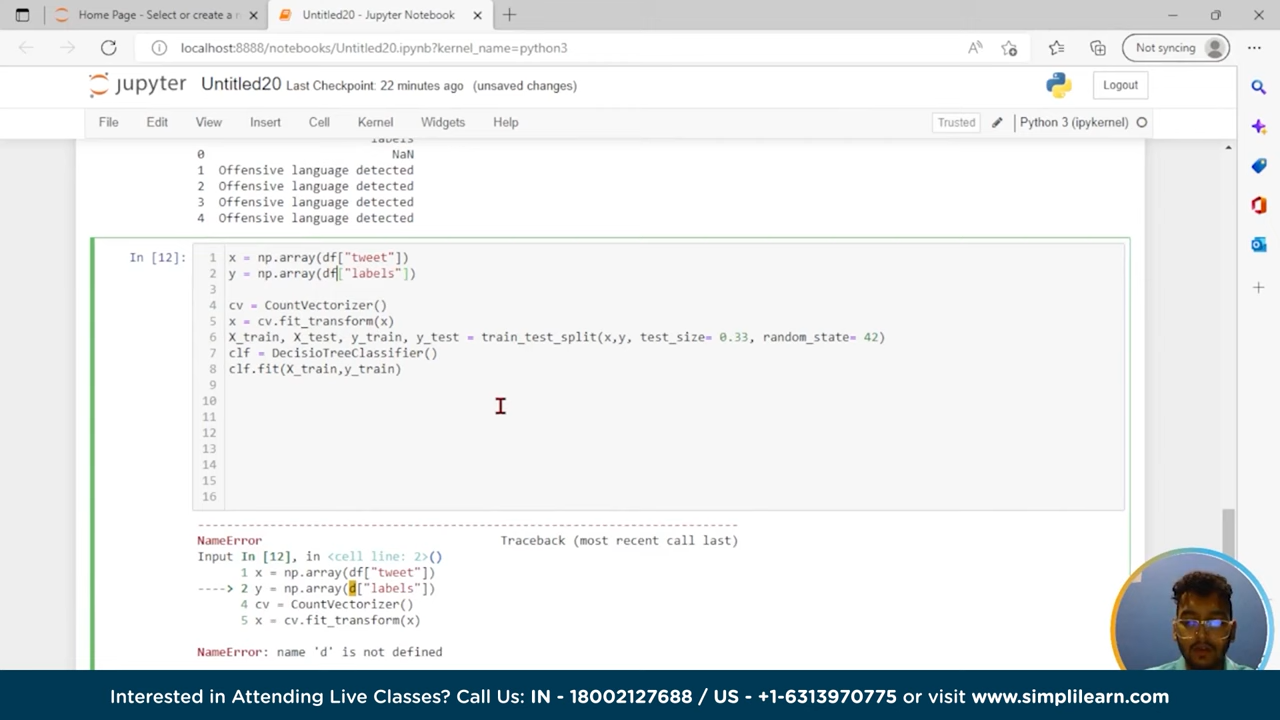 Home Page - Select or create a n
Untitled20 - Jupyter Notebook
localhost:8888/notebooks/Untitled20.ipynb?kernel_name=python3
Not syncing
jupyter Untitled20 Last Checkpoint: 22 minutes ago (unsaved changes)
Logout
File Edit View Insert Cell Kernel Widgets Help
Trusted
Python 3 (ipykernel)
labels
0 NaN
1 Offensive language detected
2 Offensive language detected
3 Offensive language detected
4 Offensive language detected
In [12]:
1 x = np.array(df["tweet"])
2 y = np.array(df["labels"])
3
4 cv = CountVectorizer()
5 x = cv.fit_transform(x)
6 X_train, X_test, y_train, y_test = train_test_split(x,y, test_size= 0.33, random_state= 42)
7 clf = DecisioTreeClassifier()
8 clf.fit(X_train,y_train)
9
10
11
12
13
14
15
16
---------------------------------------------------------------------------
NameError Traceback (most recent call last)
Input In [12], in <cell line: 2>()
1 x = np.array(df["tweet"])
----> 2 y = np.array(d["labels"])
4 cv = CountVectorizer()
5 x = cv.fit_transform(x)
NameError: name 'd' is not defined
Interested in Attending Live Classes? Call Us: IN - 18002127688 / US - +1-6313970775 or visit www.simplilearn.com